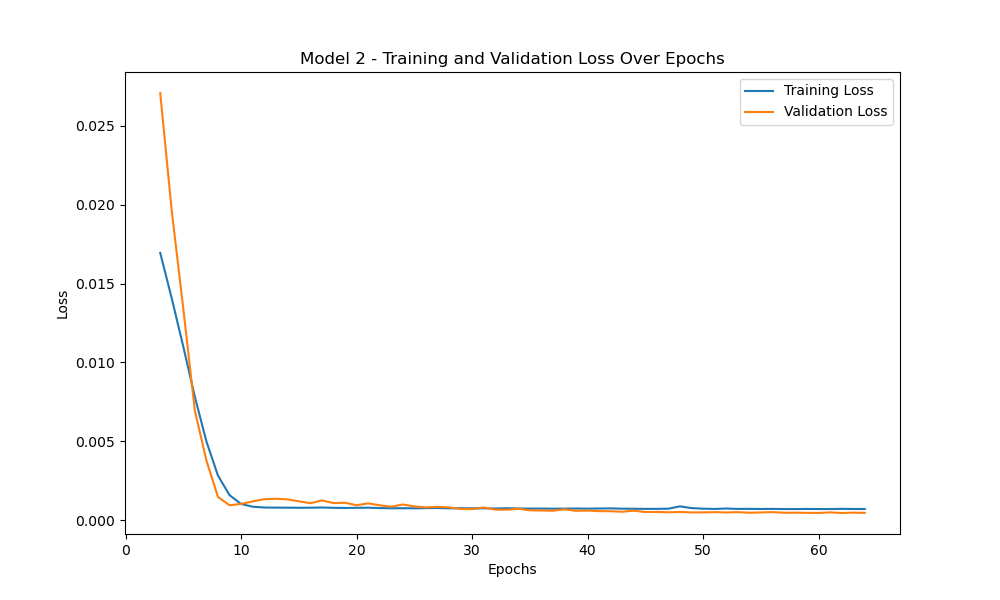 Model 2 - Training and Validation Loss Over Epochs
Training Loss
Validation Loss
0.025
0.020
0.015
0.010
0.005
0.000
Loss
0 10 20 30 40 50 60
Epochs